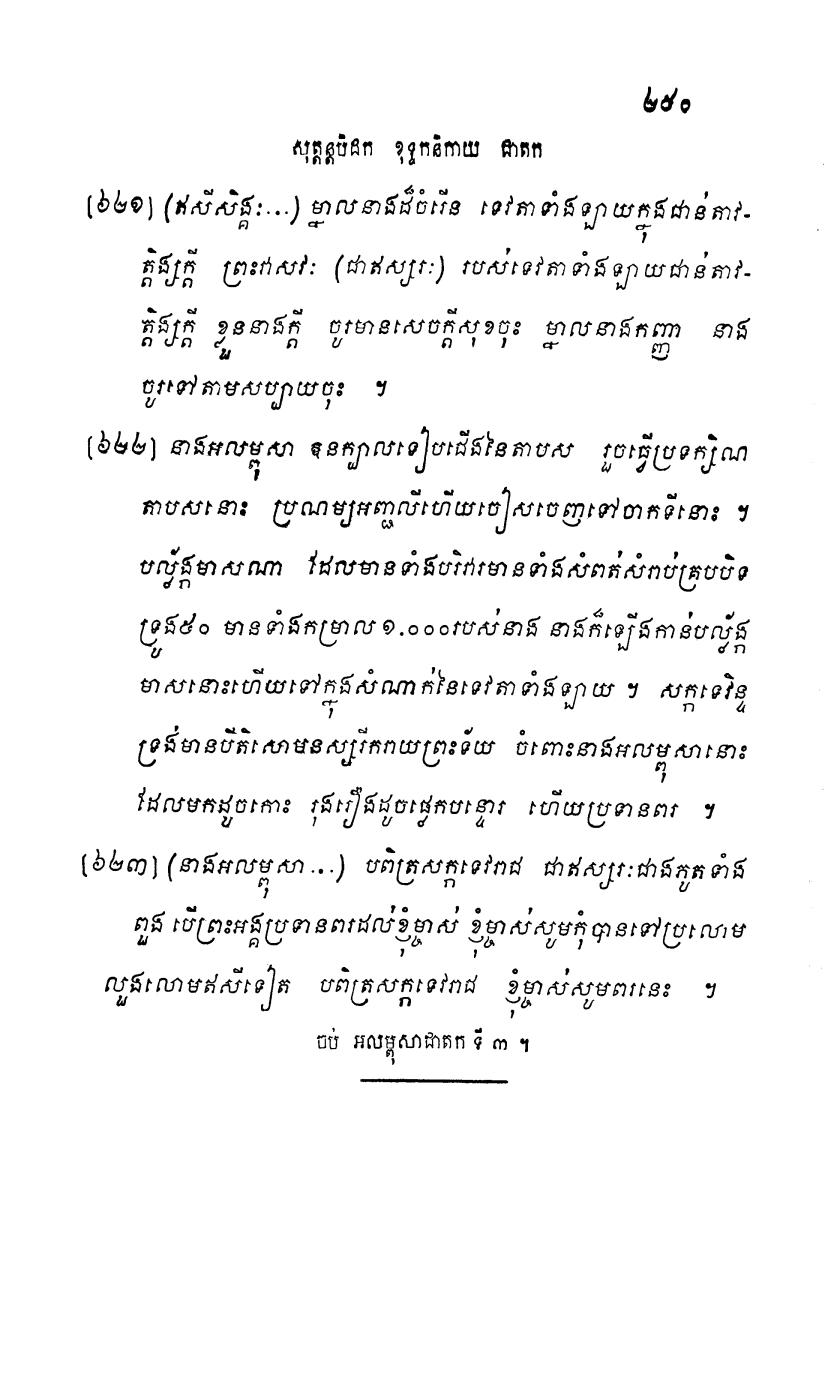 ២៥០
សុត្តន្តបិដក ខុទ្ទកនិកាយ ជាតក
[៦២១] (ឥសីសិង្គៈ...) ម្នាលនាងដ៏ចំរើន ទេវតាទាំងឡាយក្នុងជាន់តាវ-
ត្តិង្សក្តី ព្រះវាសវៈ (ជាឥស្សរៈ) របស់ទេវតាទាំងឡាយជាន់តាវ-
ត្តិង្សក្តី ខ្លួននាងក្តី ចូរមានសេចក្តីសុខចុះ ម្នាលនាងកញ្ញា នាង
ចូរទៅតាមសប្បាយចុះ ។
[៦២២] នាងអលម្ពុសា ឱនក្បាលទៀបជើងនៃតាបស រួចធ្វើប្រទក្សិណ
តាបសនោះ ប្រណម្យអញ្ជលីហើយចៀសចេញទៅចាកទីនោះ ។
បល្ល័ង្កមាសណា ដែលមានទាំងបរិវារមានទាំងសំពត់សំរាប់គ្របបិទ
ទ្រូង៥០ មានទាំងកម្រាល ១.០០០របស់នាង នាងក៏ឡើងកាន់បល្ល័ង្ក
មាសនោះហើយទៅក្នុងសំណាក់នៃទេវតាទាំងឡាយ ។ សក្កទេវិន្ទ
ទ្រង់មានបីតិសោមនស្សរីករាយព្រះទ័យ ចំពោះនាងអលម្ពុសានោះ
ដែលមកដូចកោះ រុងរឿងដូចផ្លេកបន្ទោរ ហើយប្រទានពរ ។
[៦២៣] (នាងអលម្ពុសា...) បពិត្រសក្កទេវរាជ ជាឥស្សរៈជាងភូតទាំង
ពួង បើព្រះអង្គប្រទានពរដល់ខ្ញុំម្ចាស់ ខ្ញុំម្ចាស់សូមកុំបានទៅប្រលោម
លួងលោមឥសីទៀត បពិត្រសក្កទេវរាជ ខ្ញុំម្ចាស់សូមពរនេះ ។
ចប់ អលម្ពុសាជាតក ទី ៣ ។